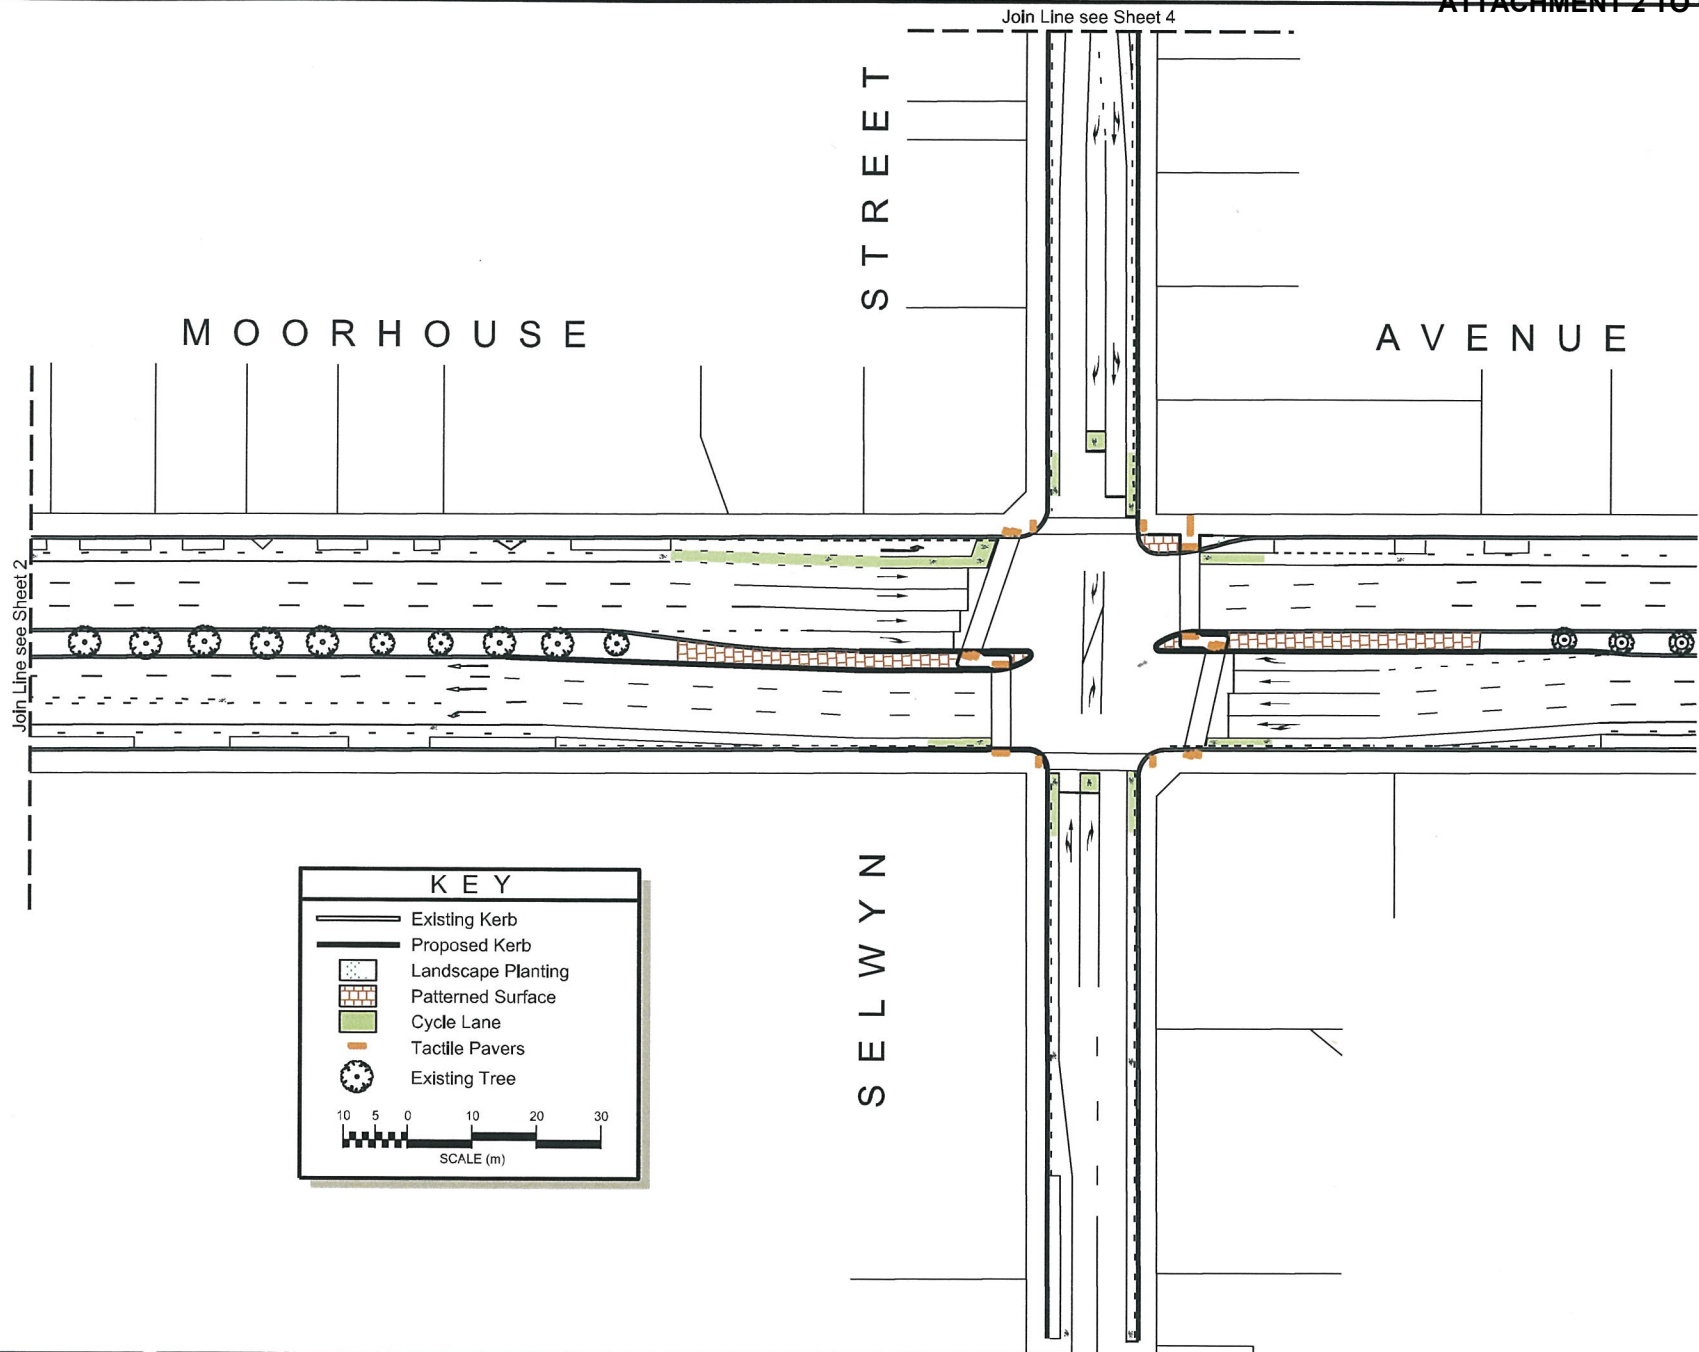 ATTACHMENT 2 TO
Join Line see Sheet 4
STREET
MOORHOUSE
AVENUE
Join Line see Sheet 2
SELWYN
KEY
Existing Kerb
Proposed Kerb
Landscape Planting
Patterned Surface
Cycle Lane
Tactile Pavers
Existing Tree
10 5 0 10 20 30
SCALE (m)